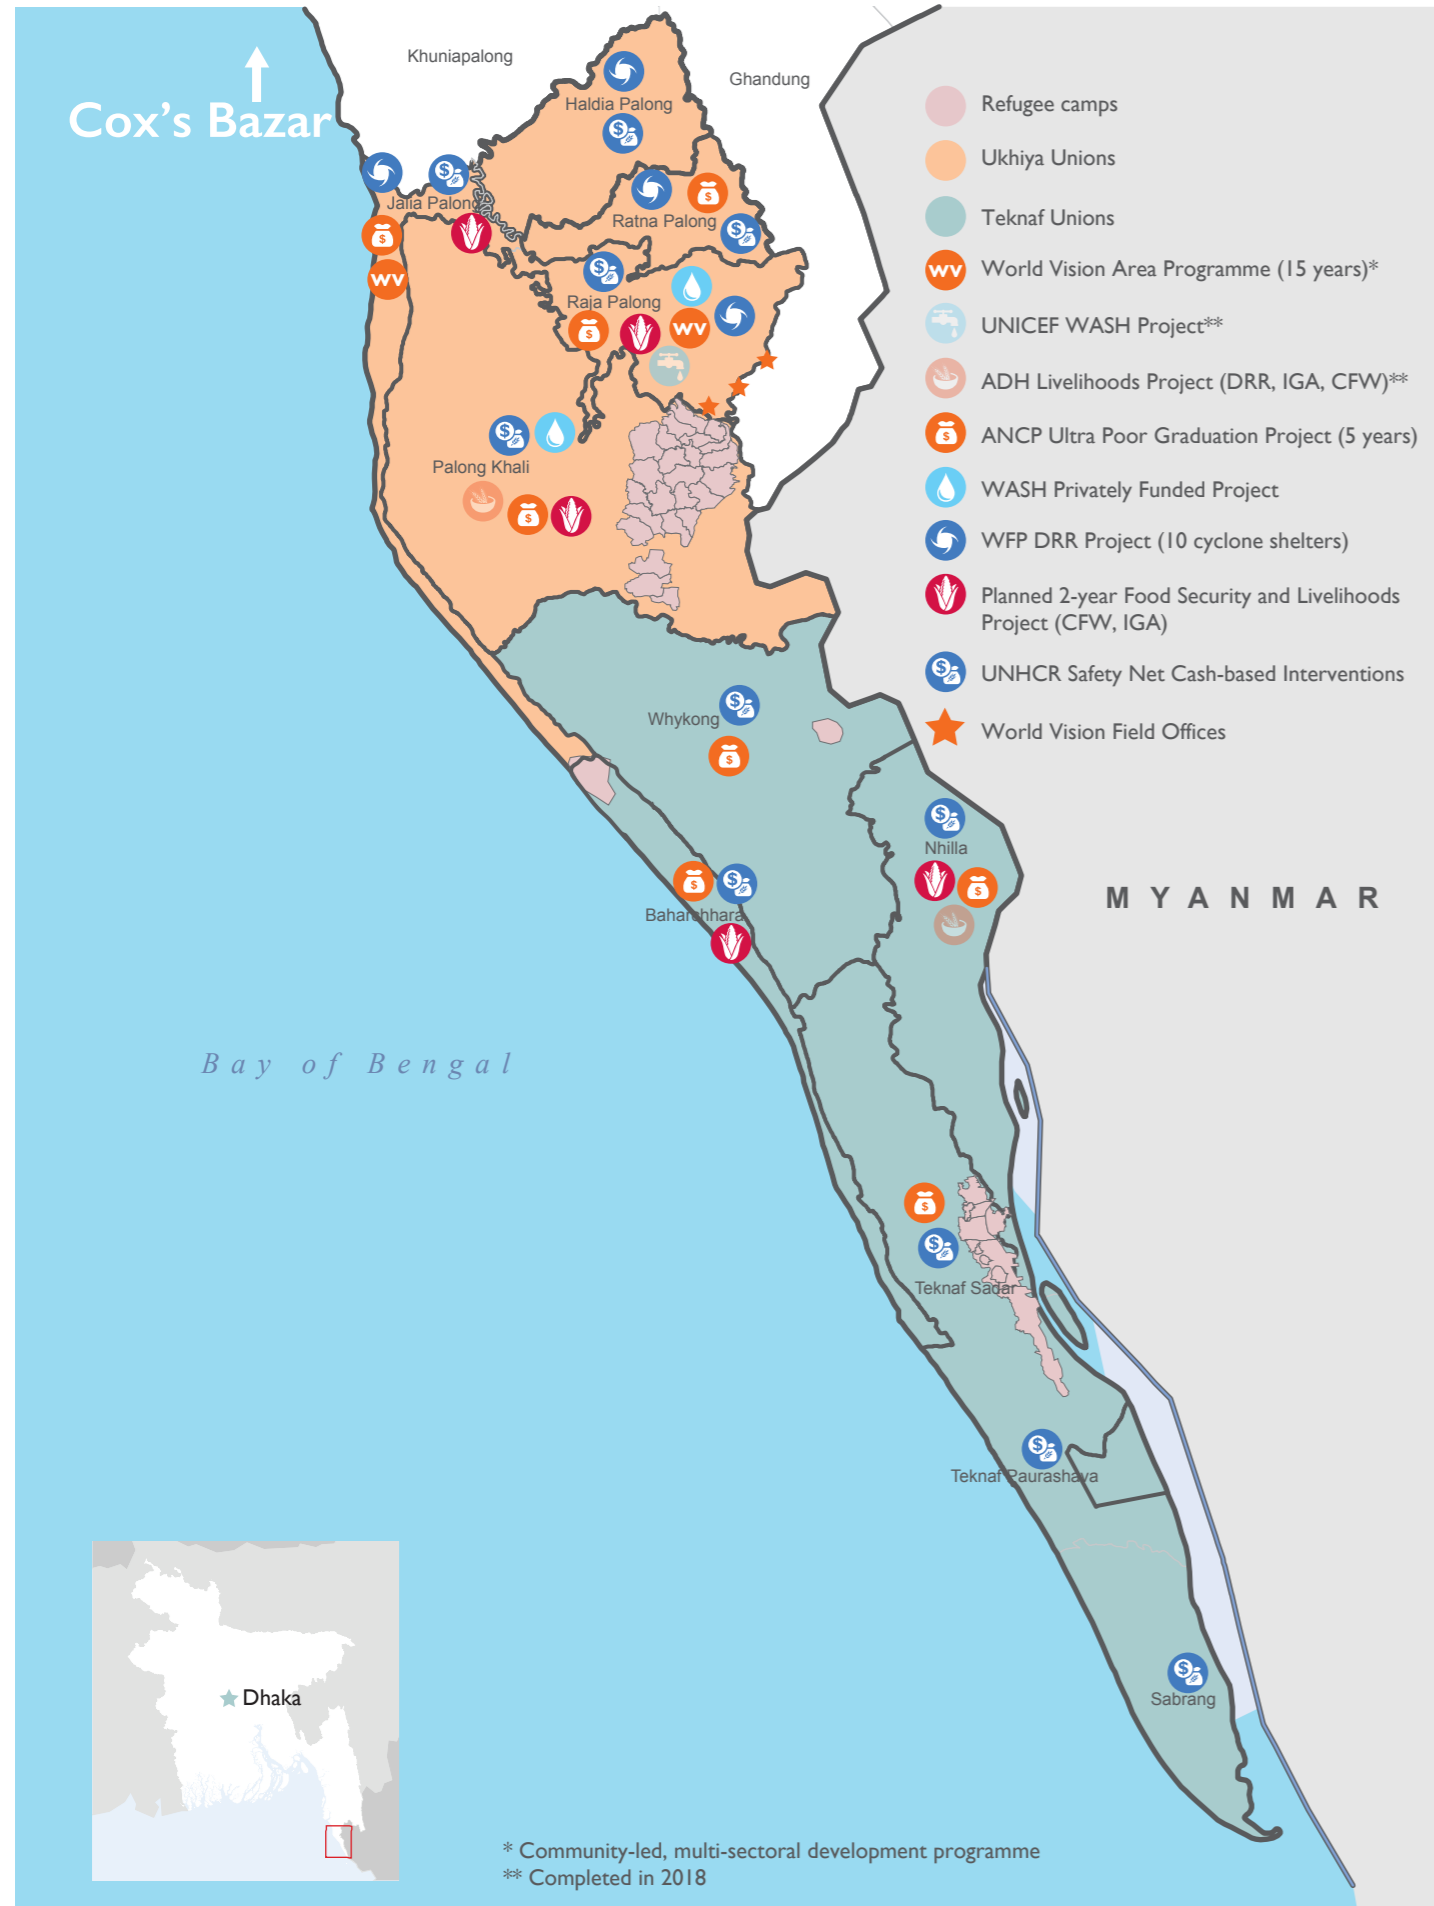 Khuniapalong
Ghandung
Cox's Bazar
Haldia Palong
Jalia Palong
Ratna Palong
Raja Palong
Palong Khali
Whykong
Nhilla
Baharchhara
MYANMAR
Bay of Bengal
Teknaf Sadar
Teknaf Paurashava
Sabrang
Dhaka
Refugee camps
Ukhiya Unions
Teknaf Unions
wv World Vision Area Programme (15 years)*
UNICEF WASH Project**
ADH Livelihoods Project (DRR, IGA, CFW)**
$ ANCP Ultra Poor Graduation Project (5 years)
WASH Privately Funded Project
WFP DRR Project (10 cyclone shelters)
Planned 2-year Food Security and Livelihoods
Project (CFW, IGA)
$ UNHCR Safety Net Cash-based Interventions
World Vision Field Offices
* Community-led, multi-sectoral development programme
** Completed in 2018